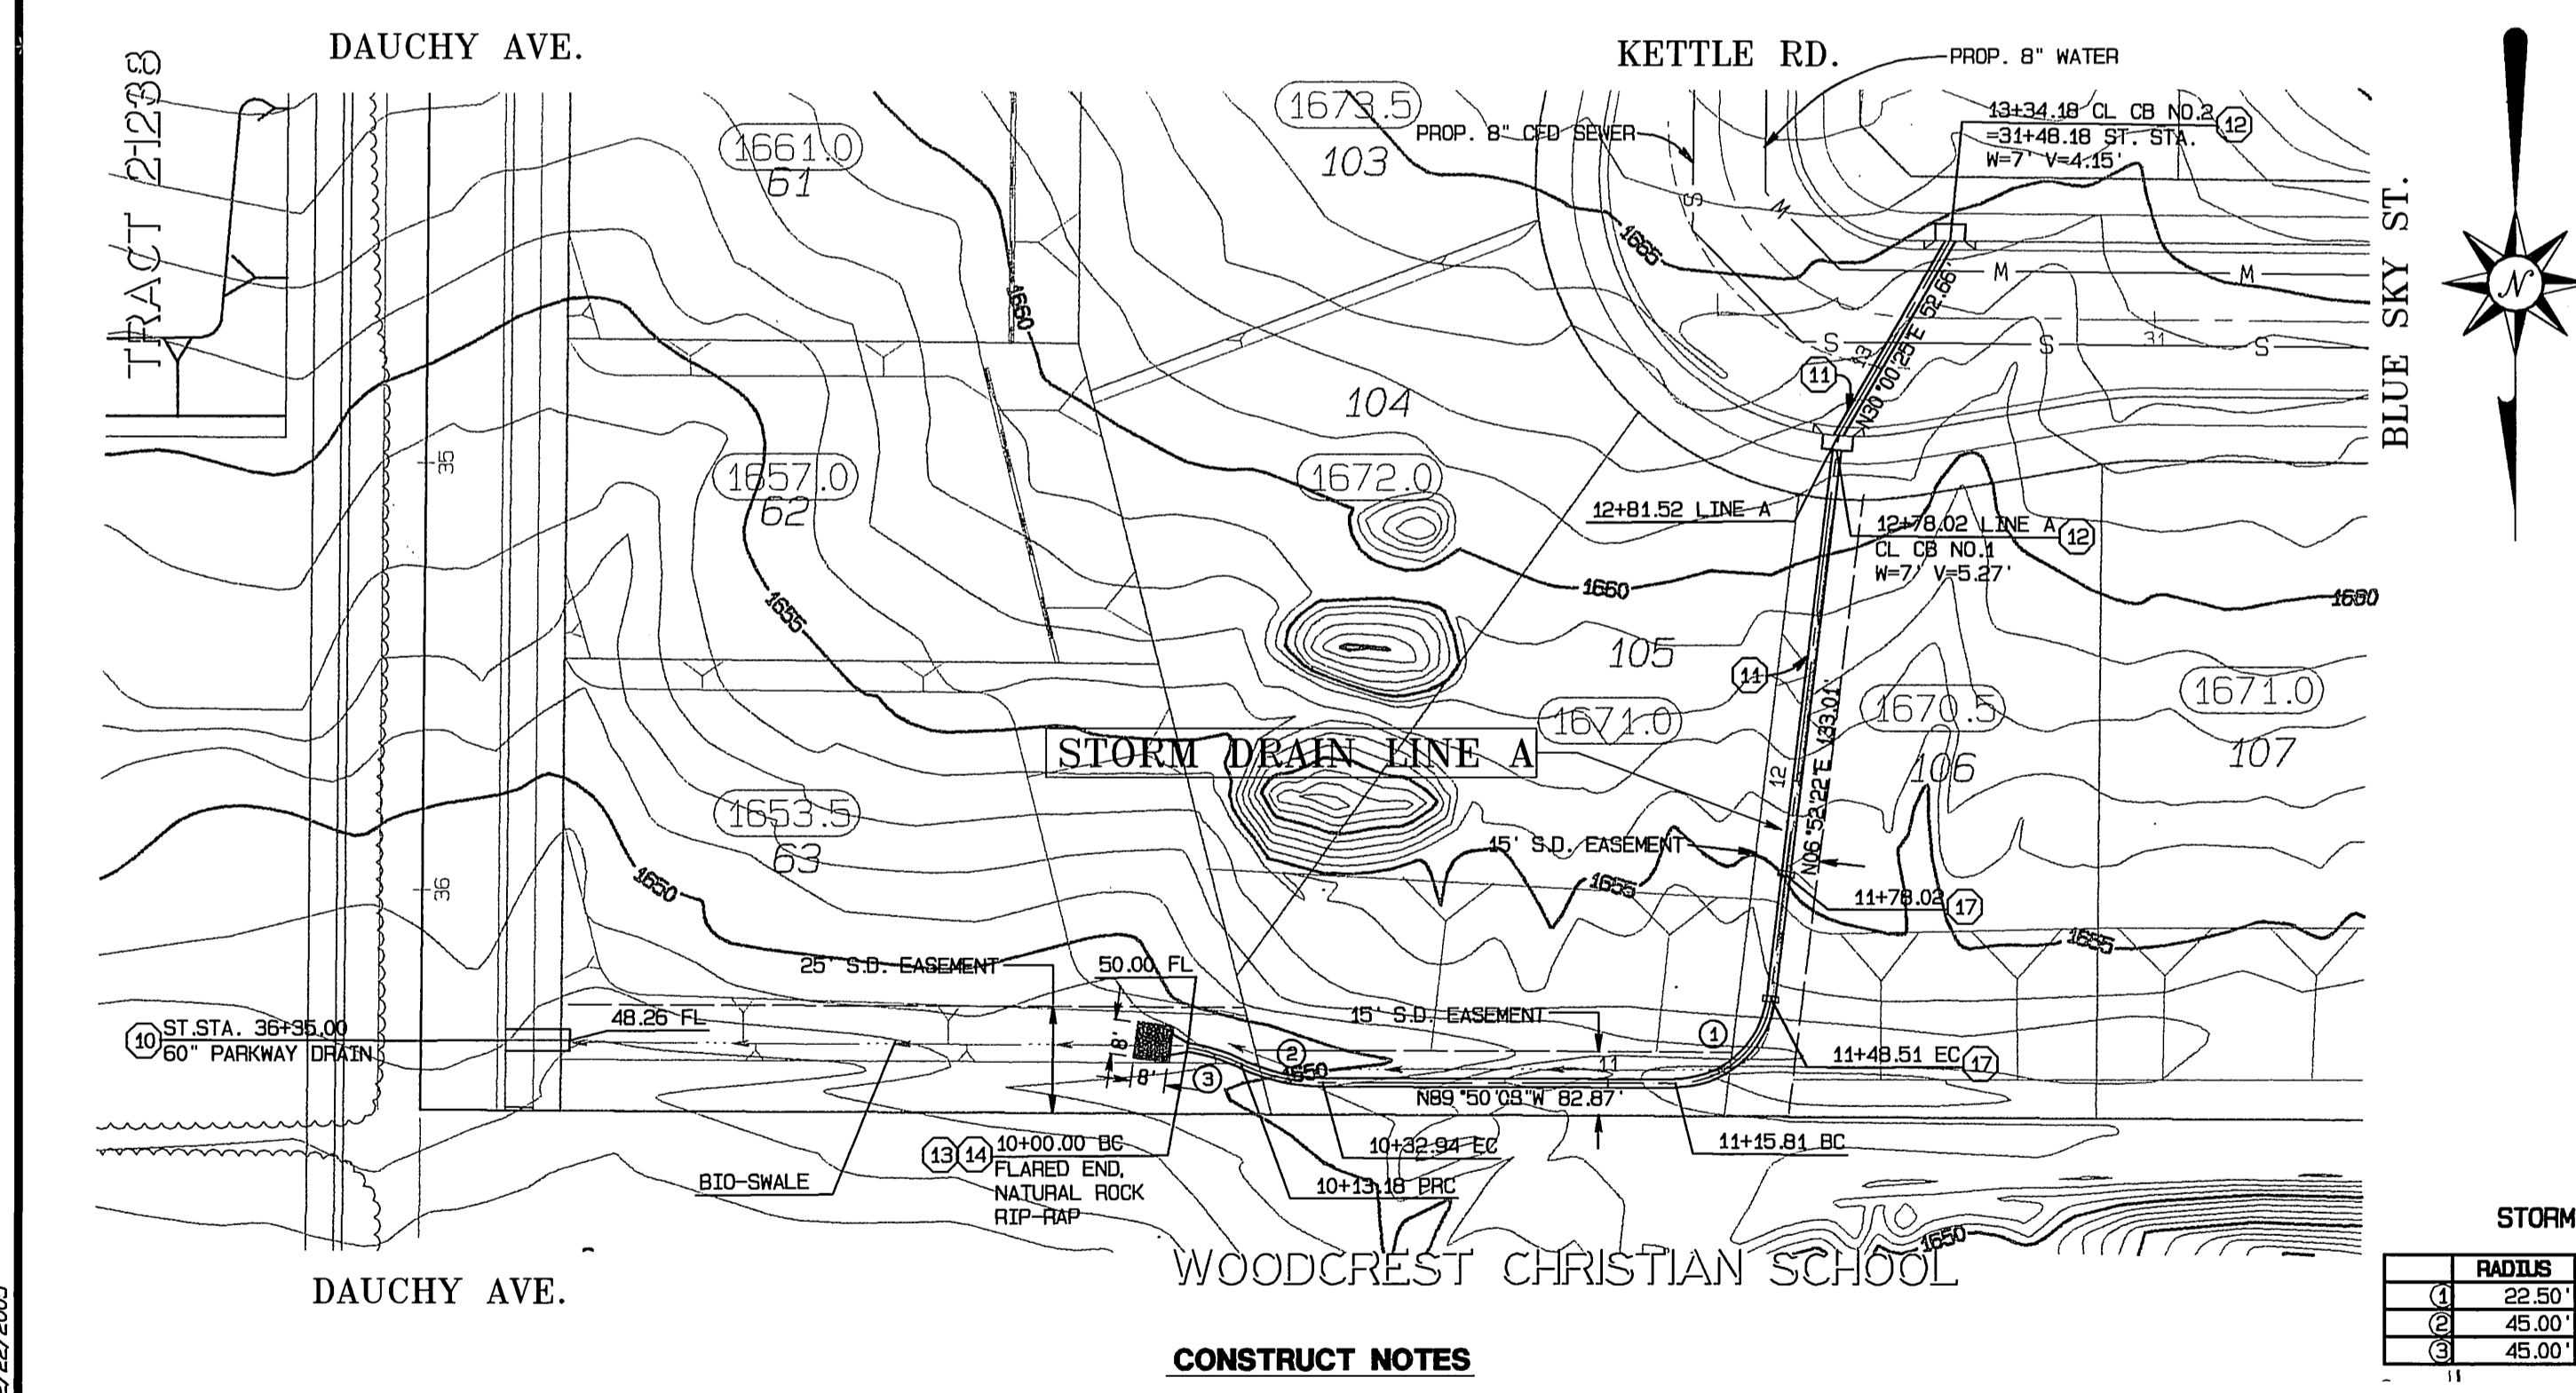 DAUCHY AVE.
KETTLE RD.
PROP. 8" WATER
TRACT 21238
1661.0
61
1673.5
103
PROP. 8" CFD SEWER
13+34.18 CL CB NO.2
12
=31+48.18 ST. STA.
W=7' V=4.15'
BLUE SKY ST.
N
S
M
1665
1660
M
M
S
S
S
31
13
N30°00'25"E 52.66'
11
104
35
1657.0
62
1672.0
12+81.52 LINE A
12+78.02 LINE A
12
CL CB NO.1
W=7' V=5.27'
1655
1660
1660
105
11
1671.0
1670.5
106
1671.0
107
STORM DRAIN LINE A
12
N06°52'22"E 133.01'
1653.5
63
15' S.D. EASEMENT
36
1650
1655
11+78.02
17
1655
25' S.D. EASEMENT
50.00 FL
15' S.D. EASEMENT
10
ST.STA. 36+35.00
60" PARKWAY DRAIN
48.26 FL
8'
8'
3
2
1650
1
11
11+48.51 EC
17
N89°50'03"W 82.87'
13
14
10+00.00 BC
FLARED END,
NATURAL ROCK
RIP-RAP
BIO-SWALE
10+32.94 EC
11+15.81 BC
10+13.18 PRC
1650
WOODCREST CHRISTIAN SCHOOL
DAUCHY AVE.
STORM
RADIUS
1 22.50'
2 45.00'
3 45.00'
CONSTRUCT NOTES